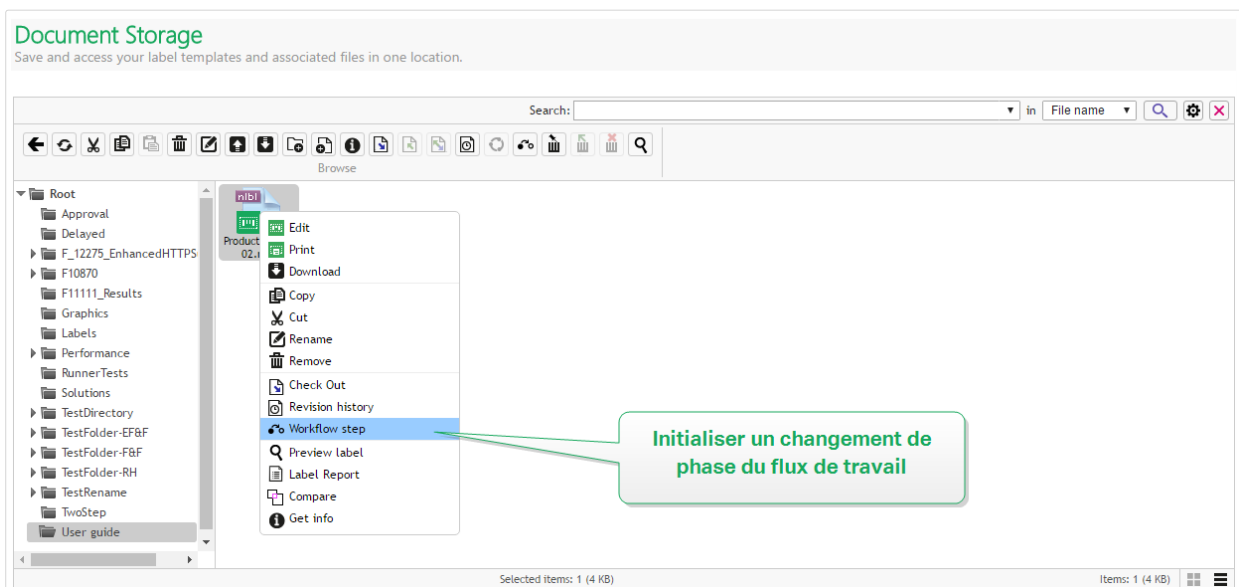 Document Storage
Save and access your label templates and associated files in one location.
Search:
in
File name
Browse
Root
Approval
Delayed
F_12275_EnhancedHTTPS
F10870
F11111_Results
Graphics
Labels
Performance
RunnerTests
Solutions
TestDirectory
TestFolder-EF&F
TestFolder-F&F
TestFolder-RH
TestRename
TwoStep
User guide
nlbl
Product
02.
Edit
Print
Download
Copy
Cut
Rename
Remove
Check Out
Revision history
Workflow step
Preview label
Label Report
Compare
Get info
Initialiser un changement de
phase du flux de travail
Selected items: 1 (4 KB)
Items: 1 (4 KB)